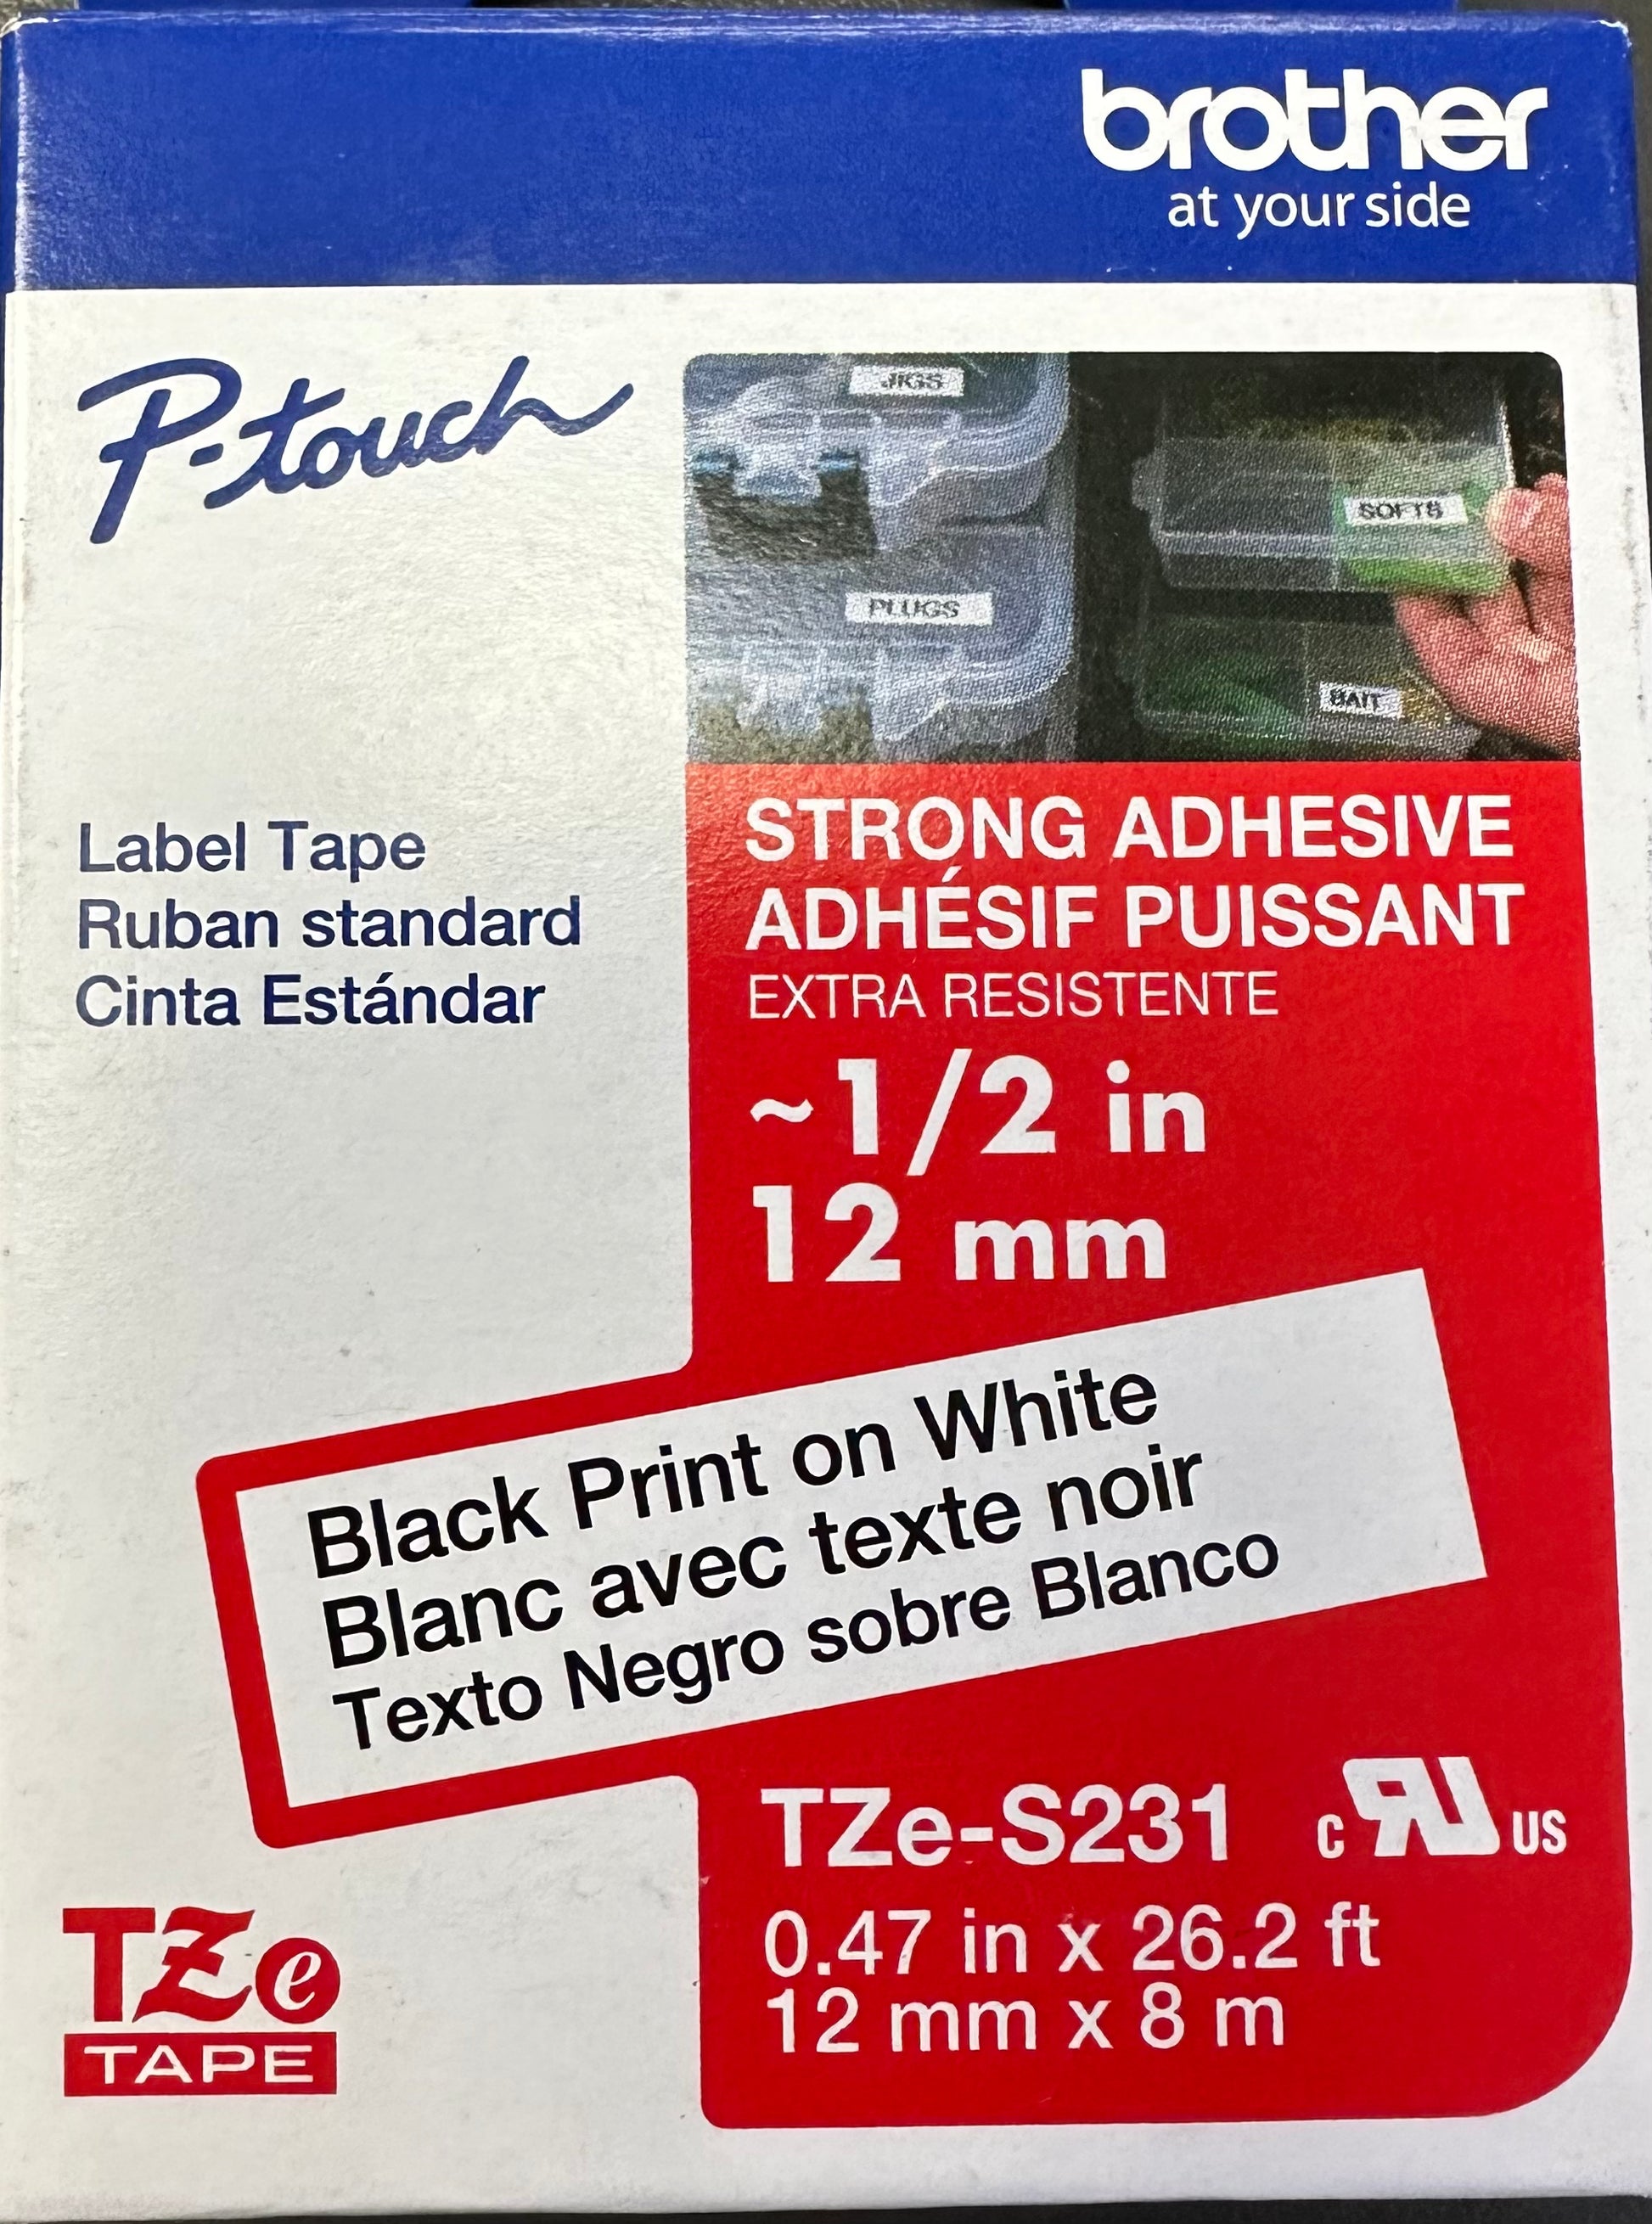 brother
at your side
P-touch
JIGS
SOFTS
PLUGS
BAIT
Label Tape
Ruban standard
Cinta Estándar
STRONG ADHESIVE
ADHÉSIF PUISSANT
EXTRA RESISTENTE
~1/2 in
12 mm
Black Print on White
Blanc avec texte noir
Texto Negro sobre Blanco
TZe-S231 c RU US
0.47 in x 26.2 ft
12 mm x 8 m
TZe
TAPE